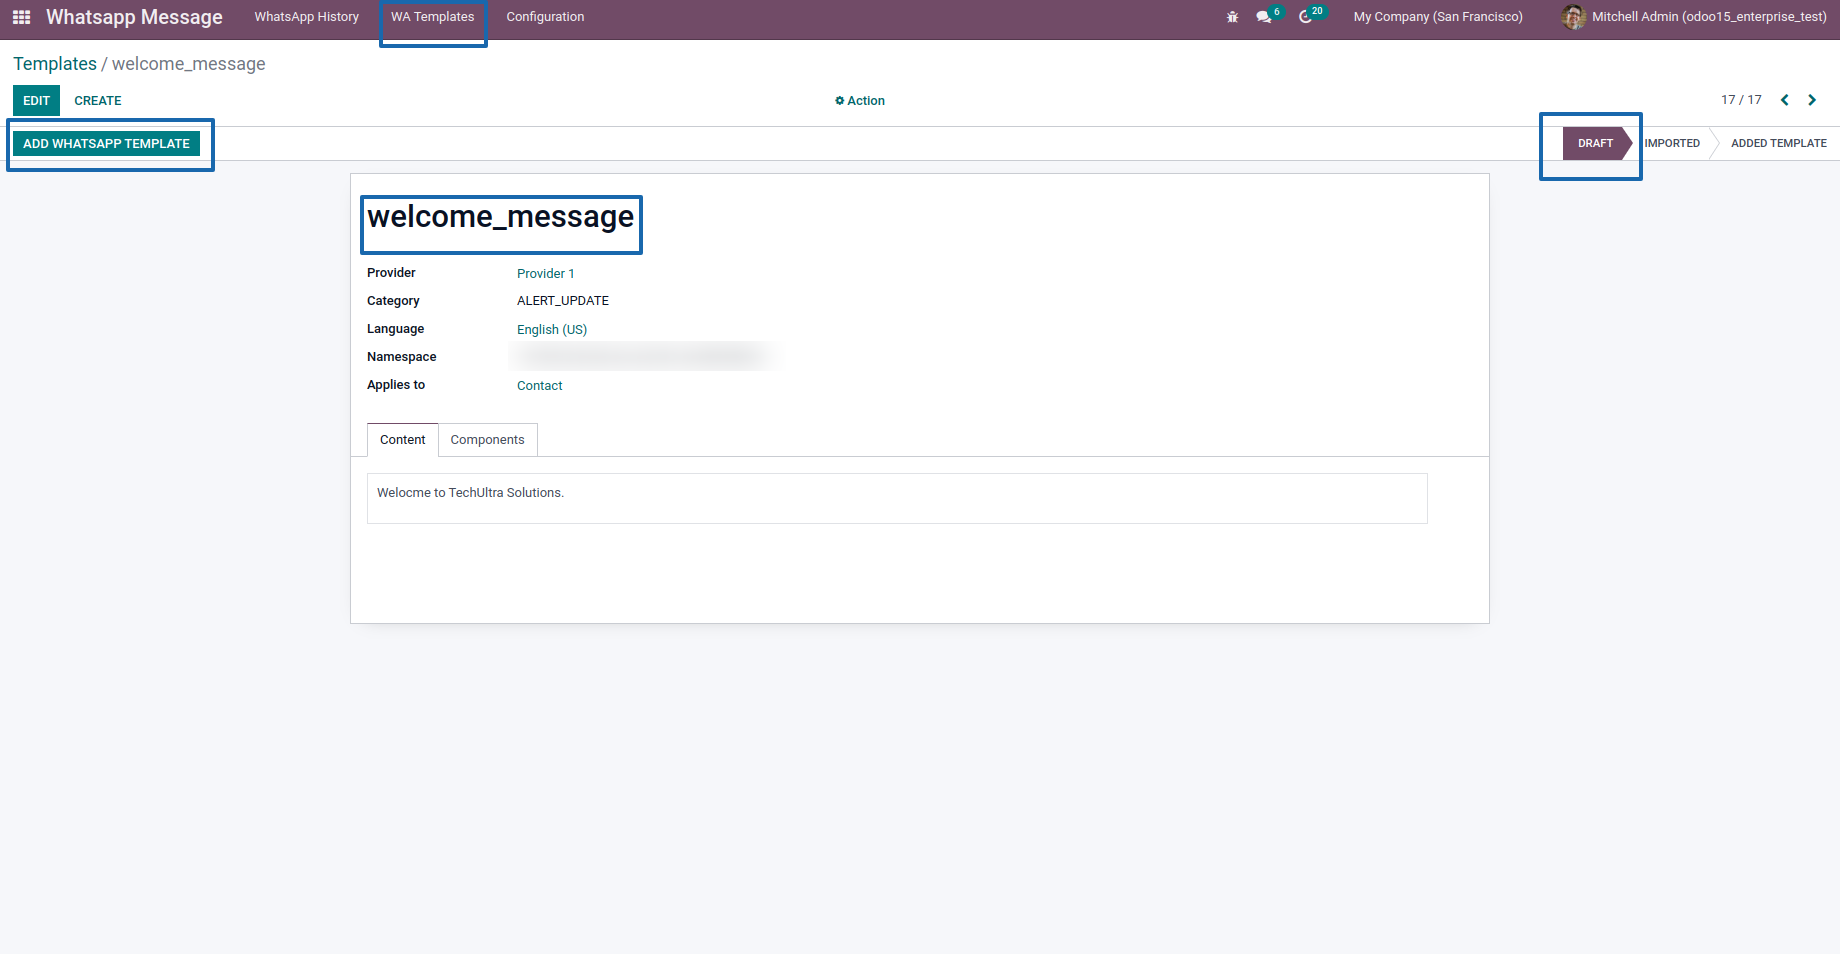 Whatsapp Message WhatsApp History WA Templates Configuration 6 20 My Company (San Francisco) Mitchell Admin (odoo15_enterprise_test)
Templates / welcome_message
EDIT CREATE Action 17 / 17
ADD WHATSAPP TEMPLATE DRAFT IMPORTED ADDED TEMPLATE
welcome_message
Provider Provider 1
Category ALERT_UPDATE
Language English (US)
Namespace
Applies to Contact
Content Components
Welocme to TechUltra Solutions.